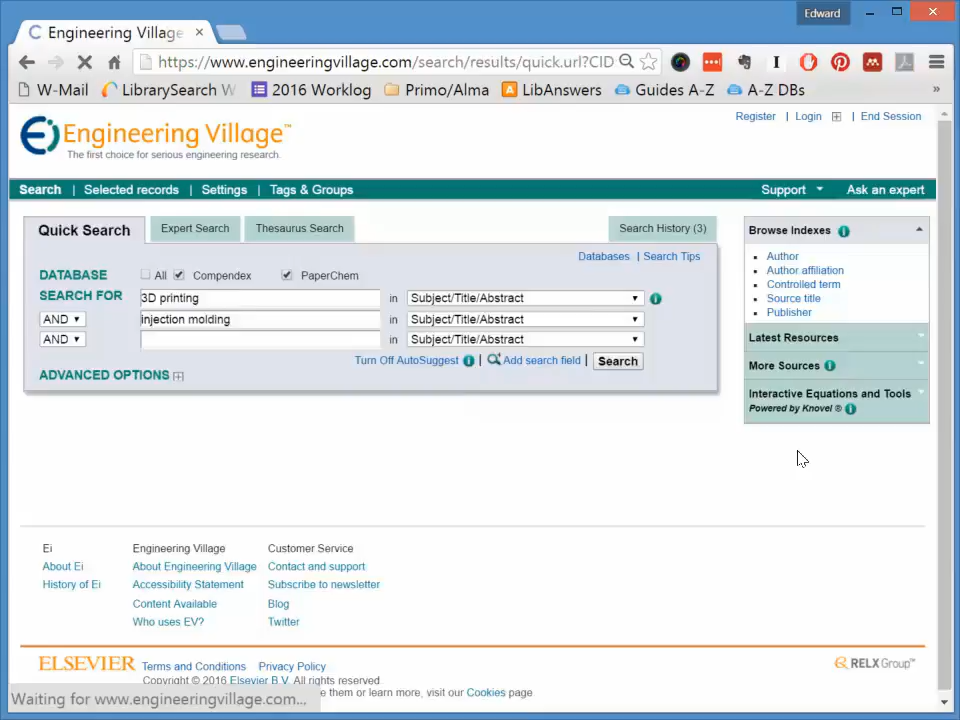 Edward
Engineering Village
https://www.engineeringvillage.com/search/results/quick.url?CID
W-Mail LibrarySearch W 2016 Worklog Primo/Alma LibAnswers Guides A-Z A-Z DBs »
Register | Login | End Session
Engineering Village™
The first choice for serious engineering research.
Search | Selected records | Settings | Tags & Groups Support Ask an expert
Quick Search Expert Search Thesaurus Search Search History (3)
Databases | Search Tips
DATABASE All Compendex PaperChem
SEARCH FOR 3D printing in Subject/Title/Abstract
AND injection molding in Subject/Title/Abstract
AND in Subject/Title/Abstract
Turn Off AutoSuggest | Add search field | Search
ADVANCED OPTIONS
Browse Indexes
Author
Author affiliation
Controlled term
Source title
Publisher
Latest Resources
More Sources
Interactive Equations and Tools
Powered by Knovel ®
Ei Engineering Village Customer Service
About Ei About Engineering Village Contact and support
History of Ei Accessibility Statement Subscribe to newsletter
Content Available Blog
Who uses EV? Twitter
ELSEVIER Terms and Conditions Privacy Policy RELX Group™
Copyright © 2016 Elsevier B.V. All rights reserved
e them or learn more, visit our Cookies page
Waiting for www.engineeringvillage.com...